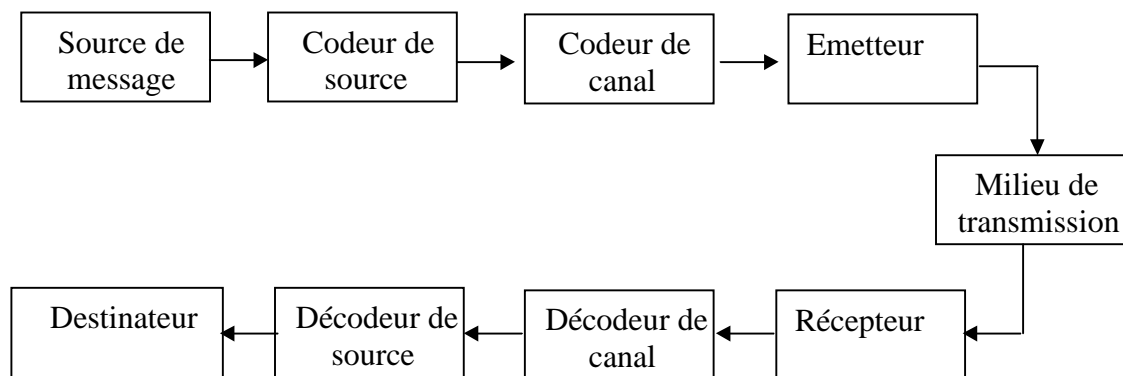 Source de
message
Codeur de
source
Codeur de
canal
Emetteur
Milieu de
transmission
Destinateur
Décodeur de
source
Décodeur de
canal
Récepteur